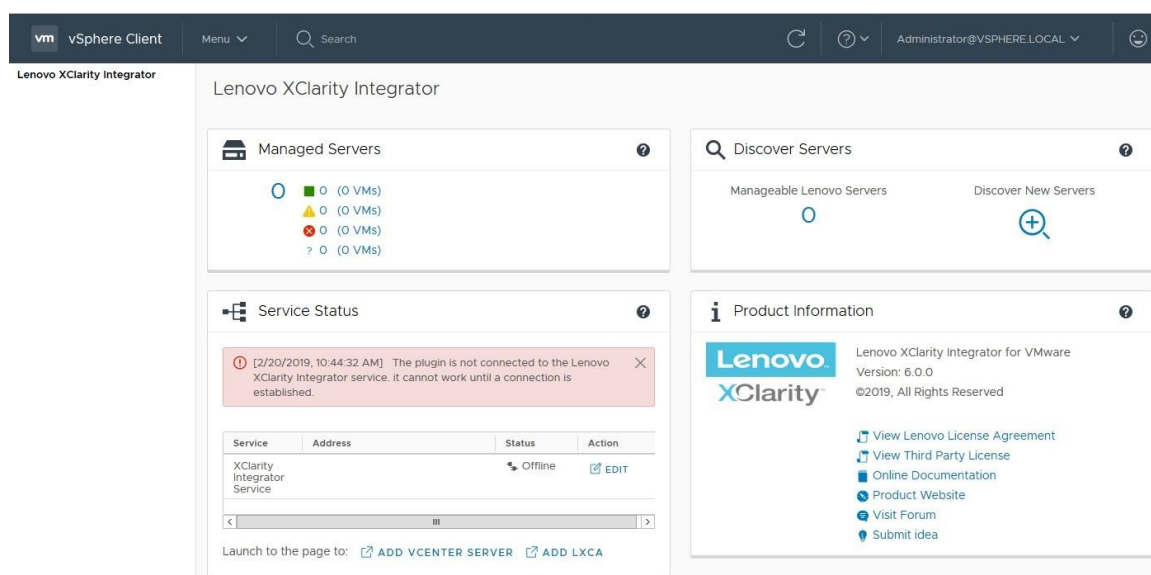 vm vSphere Client Menu Search Administrator@VSPHERE.LOCAL
Lenovo XClarity Integrator
Lenovo XClarity Integrator
Managed Servers
0
0 (0 VMs)
0 (0 VMs)
0 (0 VMs)
? 0 (0 VMs)
Discover Servers
Manageable Lenovo Servers
0
Discover New Servers
Service Status
[2/20/2019, 10:44:32 AM] The plugin is not connected to the Lenovo
XClarity Integrator service. it cannot work until a connection is
established.
Service Address Status Action
XClarity
Integrator
Service
Offline
EDIT
Launch to the page to: ADD VCENTER SERVER ADD LXCA
Product Information
Lenovo
XClarity
Lenovo XClarity Integrator for VMware
Version: 6.0.0
©2019, All Rights Reserved
View Lenovo License Agreement
View Third Party License
Online Documentation
Product Website
Visit Forum
Submit idea